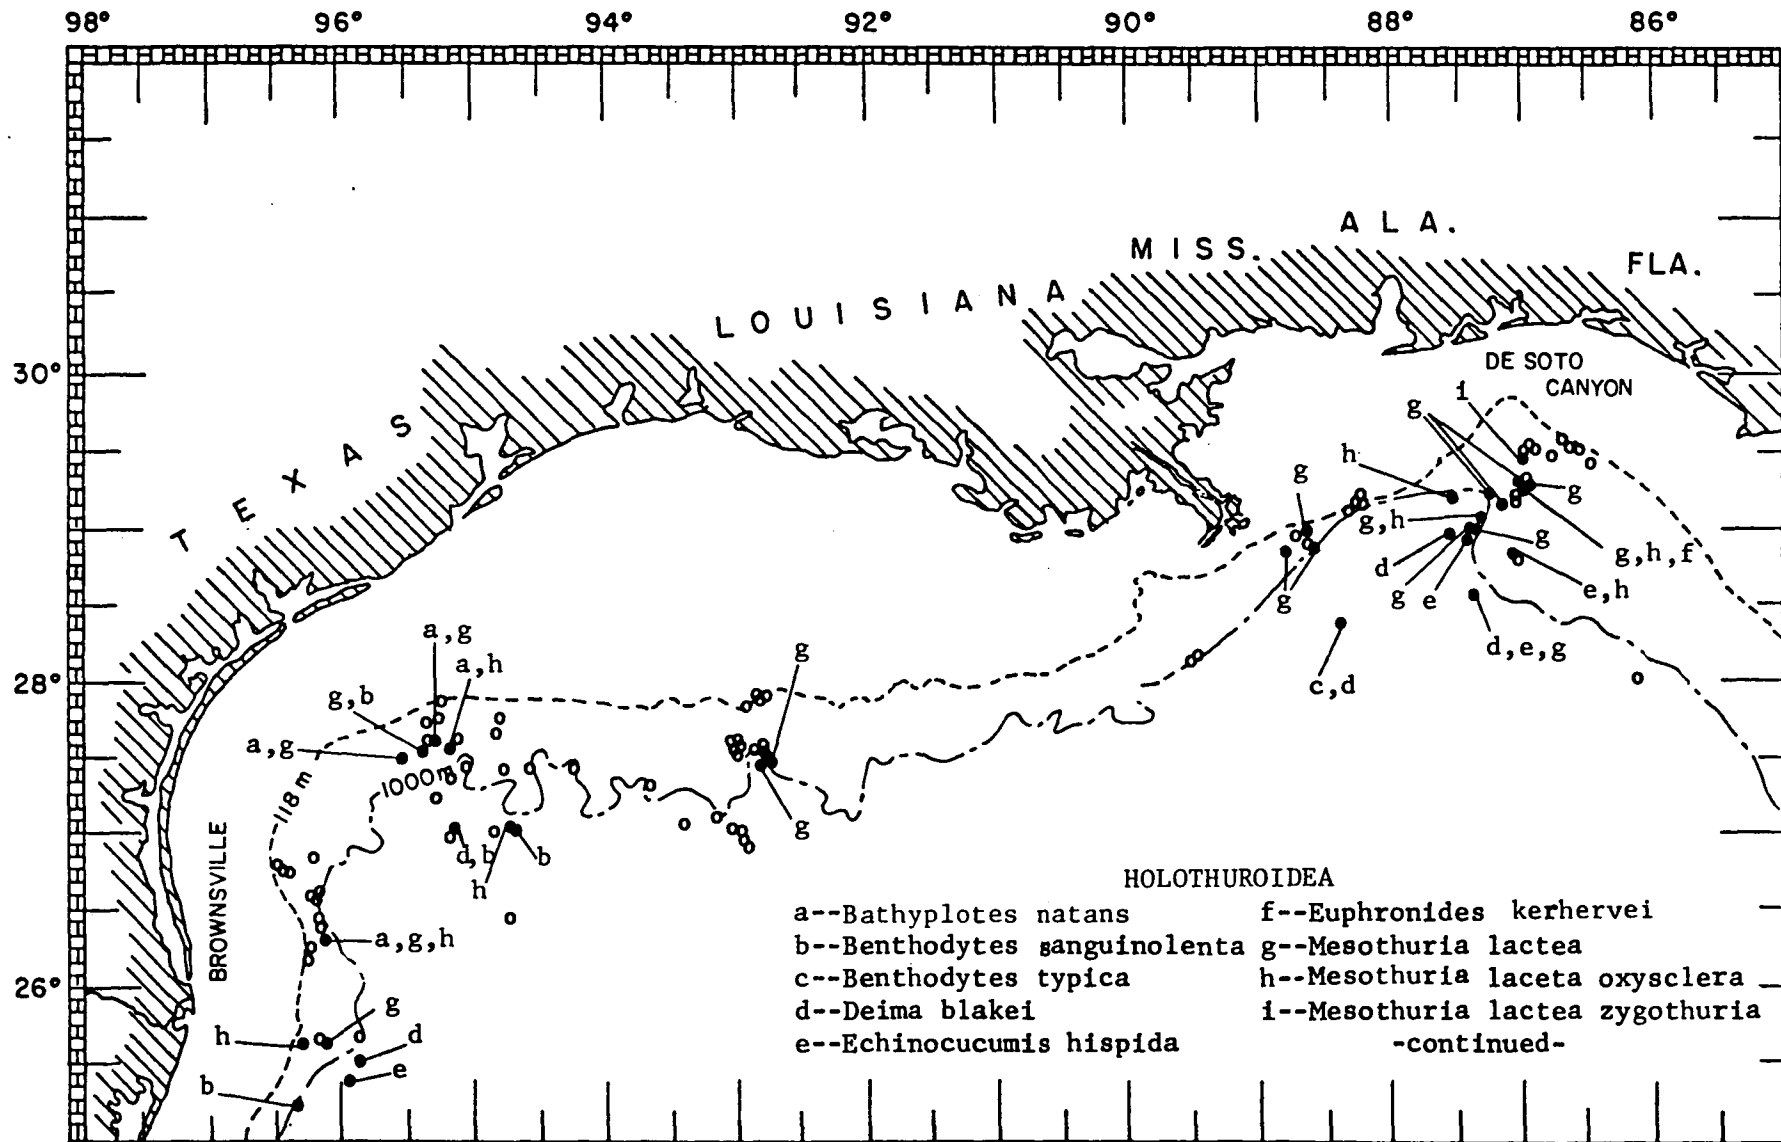 98° 96° 94° 92° 90° 88° 86°
ALA.
MISS.
FLA.
LOUISIANA
TEXAS
30°
28°
26°
DE SOTO
CANYON
i
g
h
g
g
g,h
g
d
g
e
g,h,f
e,h
g
d,e,g
c,d
a,g
a,h
g,b
a,g
g
g
118 m
1000m
d,b
b
h
BROWNSVILLE
a,g,h
g
h
d
e
b
HOLOTHUROIDEA
a--Bathyplotes natans
b--Benthodytes sanguinolenta
c--Benthodytes typica
d--Deima blakei
e--Echinocucumis hispida
f--Euphronides kerhervei
g--Mesothuria lactea
h--Mesothuria laceta oxysclera
i--Mesothuria lactea zygothuria
-continued-